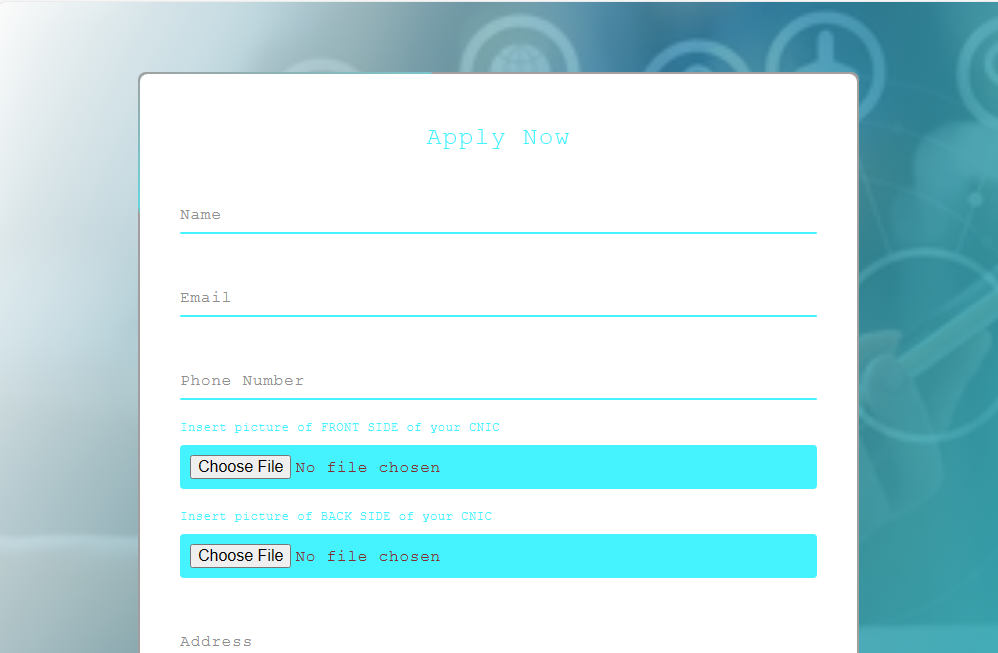 Apply Now
Name
Email
Phone Number
Insert picture of FRONT SIDE of your CNIC
Choose File No file chosen
Insert picture of BACK SIDE of your CNIC
Choose File No file chosen
Address